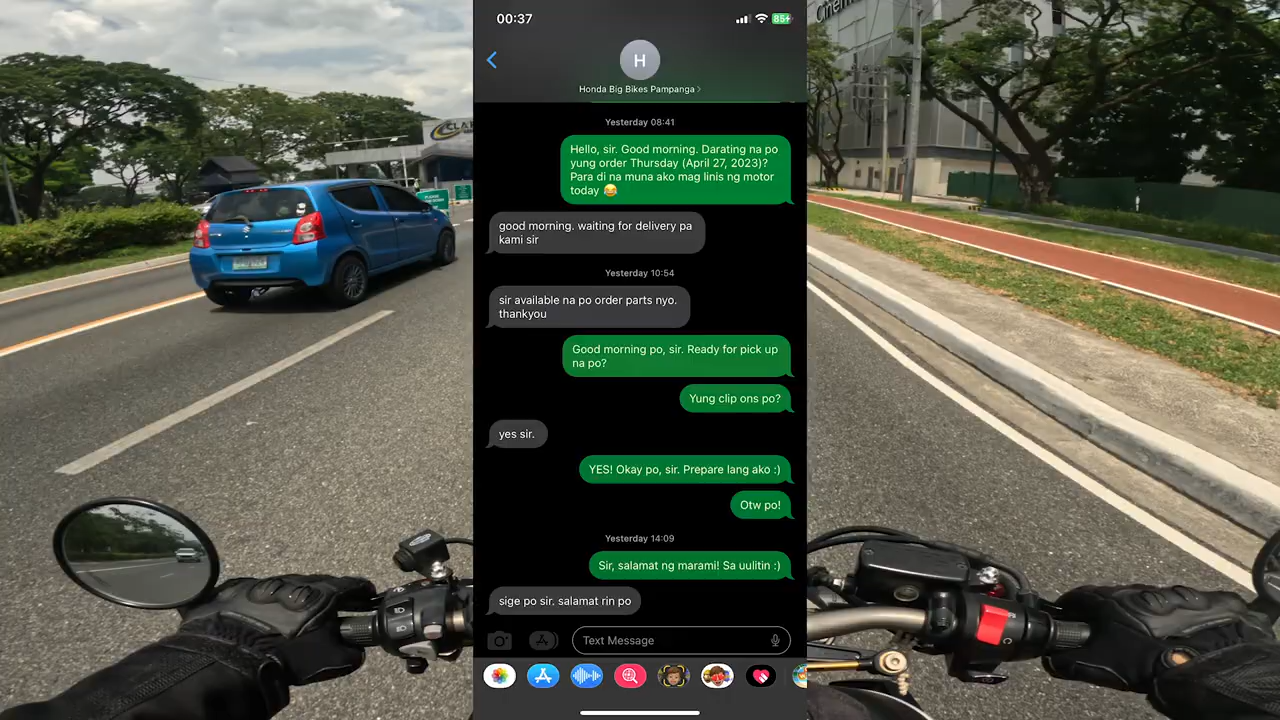 00:37
85
H
Honda Big Bikes Pampanga
Yesterday 08:41
Hello, sir. Good morning. Darating na po
yung order Thursday (April 27, 2023)?
Para di na muna ako mag linis ng motor
today 😂
good morning. waiting for delivery pa
kami sir
Yesterday 10:54
sir available na po order parts nyo.
thankyou
Good morning po, sir. Ready for pick up
na po?
Yung clip ons po?
yes sir.
YES! Okay po, sir. Prepare lang ako :)
Otw po!
Yesterday 14:09
Sir, salamat ng marami! Sa uulitin :)
sige po sir. salamat rin po
Text Message